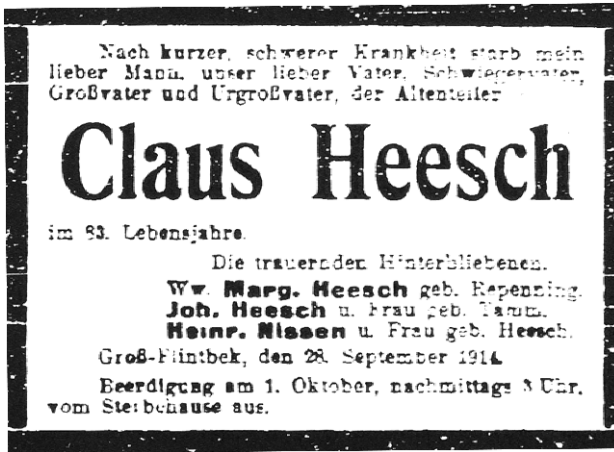 Nach kurzer, schwerer Krankheit starb mein
lieber Mann, unser lieber Vater, Schwiegervater,
Großvater und Urgroßvater, der Altenteiler
Claus Heesch
im 83. Lebensjahre.
Die trauernden Hinterbliebenen.
Ww. Marg. Heesch geb. Repenning.
Joh. Heesch u. Frau geb. Tamm.
Heinr. Nissen u. Frau geb. Heesch.
Groß-Flintbek, den 28. September 1914.
Beerdigung am 1. Oktober, nachmittags 3 Uhr,
vom Sterbehause aus.